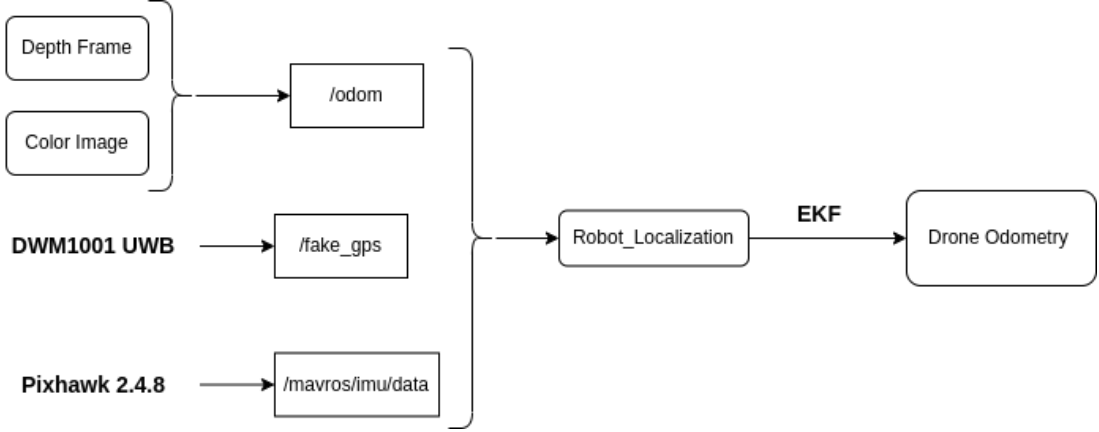 Depth Frame
Color Image
/odom
DWM1001 UWB
/fake_gps
Pixhawk 2.4.8
/mavros/imu/data
Robot_Localization
EKF
Drone Odometry